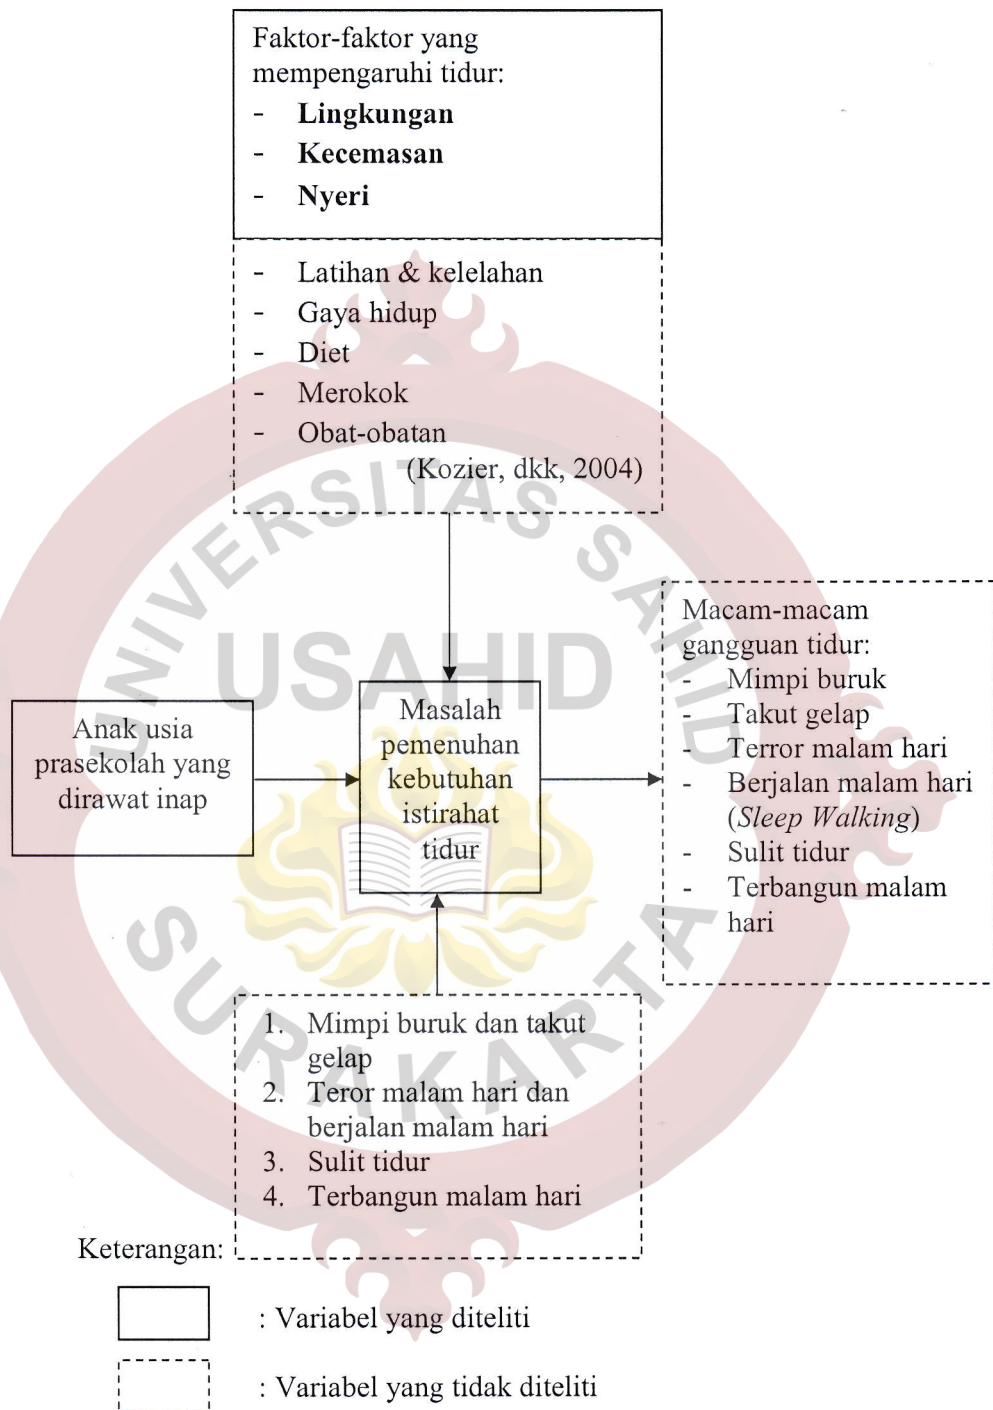 Faktor-faktor yang
mempengaruhi tidur:
- Lingkungan
- Kecemasan
- Nyeri
- Latihan & kelelahan
- Gaya hidup
- Diet
- Merokok
- Obat-obatan
(Kozier, dkk, 2004)
Anak usia
prasekolah yang
dirawat inap
Masalah
pemenuhan
kebutuhan
istirahat
tidur
Macam-macam
gangguan tidur:
- Mimpi buruk
- Takut gelap
- Terror malam hari
- Berjalan malam hari
(Sleep Walking)
- Sulit tidur
- Terbangun malam
hari
1. Mimpi buruk dan takut
gelap
2. Teror malam hari dan
berjalan malam hari
3. Sulit tidur
4. Terbangun malam hari
Keterangan:
: Variabel yang diteliti
: Variabel yang tidak diteliti
UNIVERSITAS SAHID
USAHID
SURAKARTA